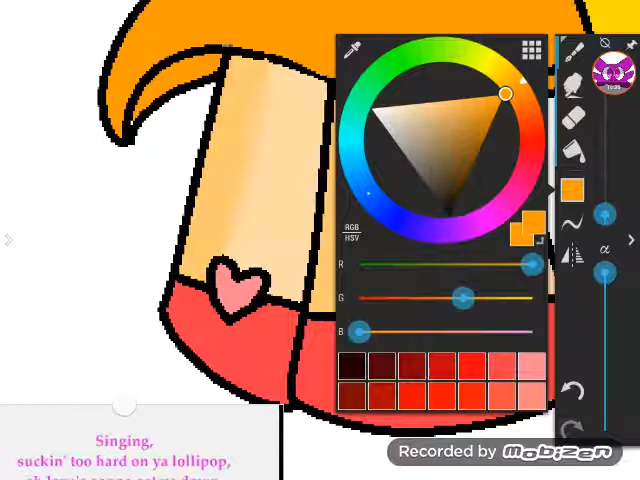 RGB
HSV
α
R
G
B
Singing,
suckin' too hard on ya lollipop,
Recorded by Mobizen